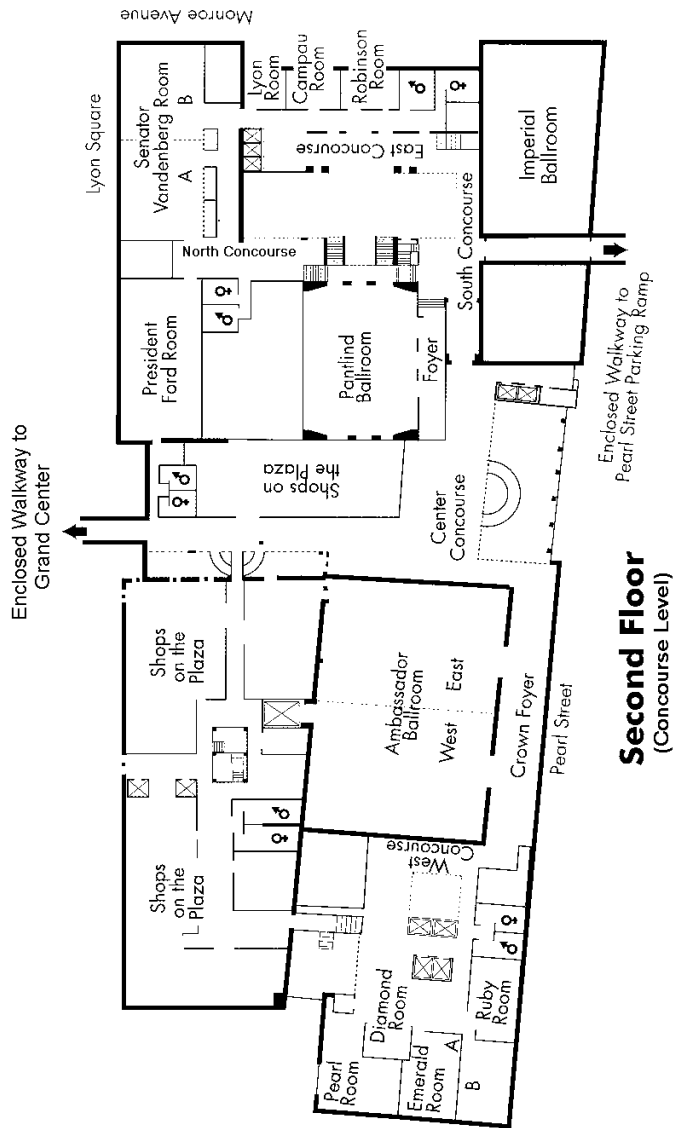 Monroe Avenue
Lyon Square
Senator
Vandenberg Room
A
B
Lyon
Room
Campau
Room
Robinson
Room
East Concourse
Imperial
Ballroom
North Concourse
South Concourse
President
Ford Room
Pantlind
Ballroom
Foyer
Enclosed Walkway to
Pearl Street Parking Ramp
Enclosed Walkway to
Grand Center
Shops on
the Plaza
Center
Concourse
Shops
on the
Plaza
Ambassador
Ballroom
West
East
Crown Foyer
Pearl Street
Second Floor
(Concourse Level)
Shops
on the
Plaza
West
Concourse
Diamond
Room
Pearl
Room
Emerald
Room
A
B
Ruby
Room